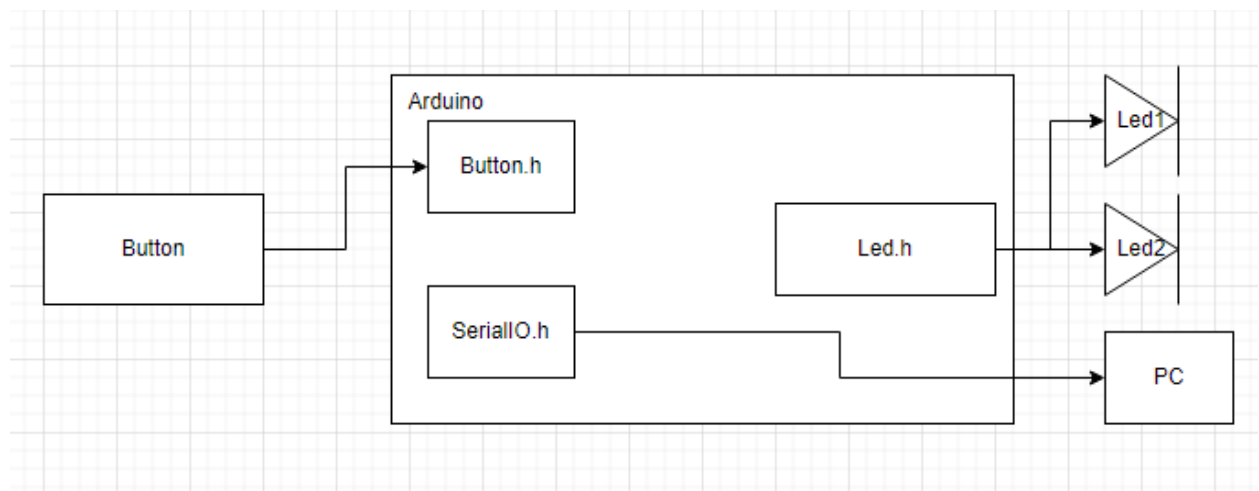 Arduino
Button.h
Button
SerialIO.h
Led.h
Led1
Led2
PC